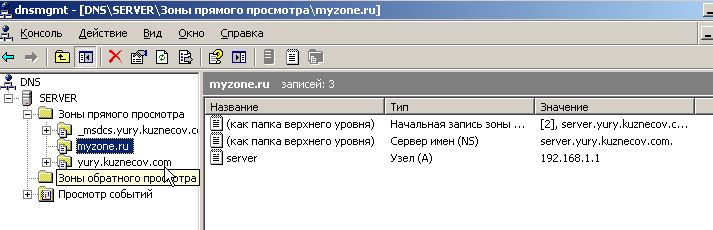 dnsmgmt - [DNS\SERVER\Зоны прямого просмотра\myzone.ru]
Консоль Действие Вид Окно Справка
DNS
SERVER
Зоны прямого просмотра
_msdcs.yury.kuznecov.co
myzone.ru
yury.kuznecov.com
Зоны обратного просмотра
Просмотр событий
myzone.ru записей: 3
Название Тип Значение
(как папка верхнего уровня) Начальная запись зоны ... [2], server.yury.kuznecov.c...
(как папка верхнего уровня) Сервер имен (NS) server.yury.kuznecov.com.
server Узел (A) 192.168.1.1